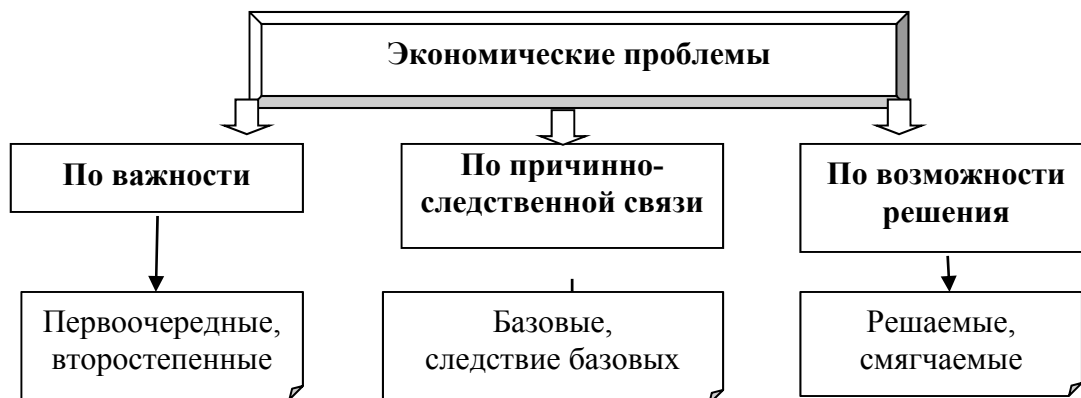 Экономические проблемы
По важности
По причинно-
следственной связи
По возможности
решения
Первоочередные,
второстепенные
Базовые,
следствие базовых
Решаемые,
смягчаемые